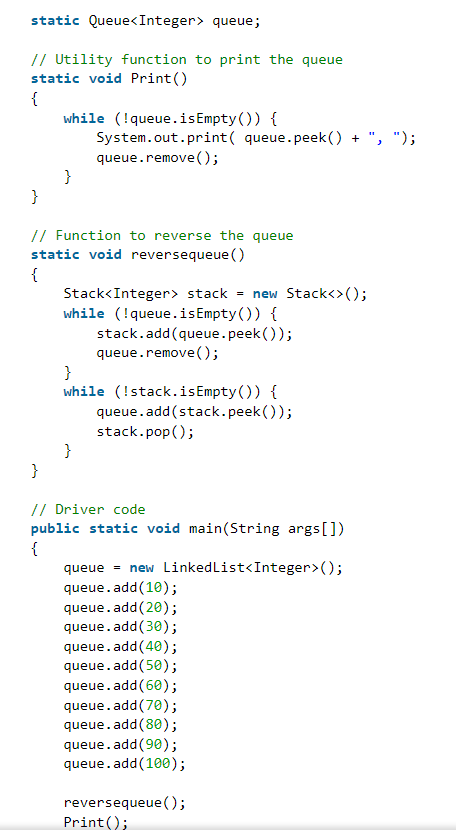 static Queue<Integer> queue;
// Utility function to print the queue
static void Print()
{
while (!queue.isEmpty()) {
System.out.print( queue.peek() + ", ");
queue.remove();
}
}
// Function to reverse the queue
static void reversequeue()
{
Stack<Integer> stack = new Stack<>();
while (!queue.isEmpty()) {
stack.add(queue.peek());
queue.remove();
}
while (!stack.isEmpty()) {
queue.add(stack.peek());
stack.pop();
}
}
// Driver code
public static void main(String args[])
{
queue = new LinkedList<Integer>();
queue.add(10);
queue.add(20);
queue.add(30);
queue.add(40);
queue.add(50);
queue.add(60);
queue.add(70);
queue.add(80);
queue.add(90);
queue.add(100);
reversequeue();
Print();